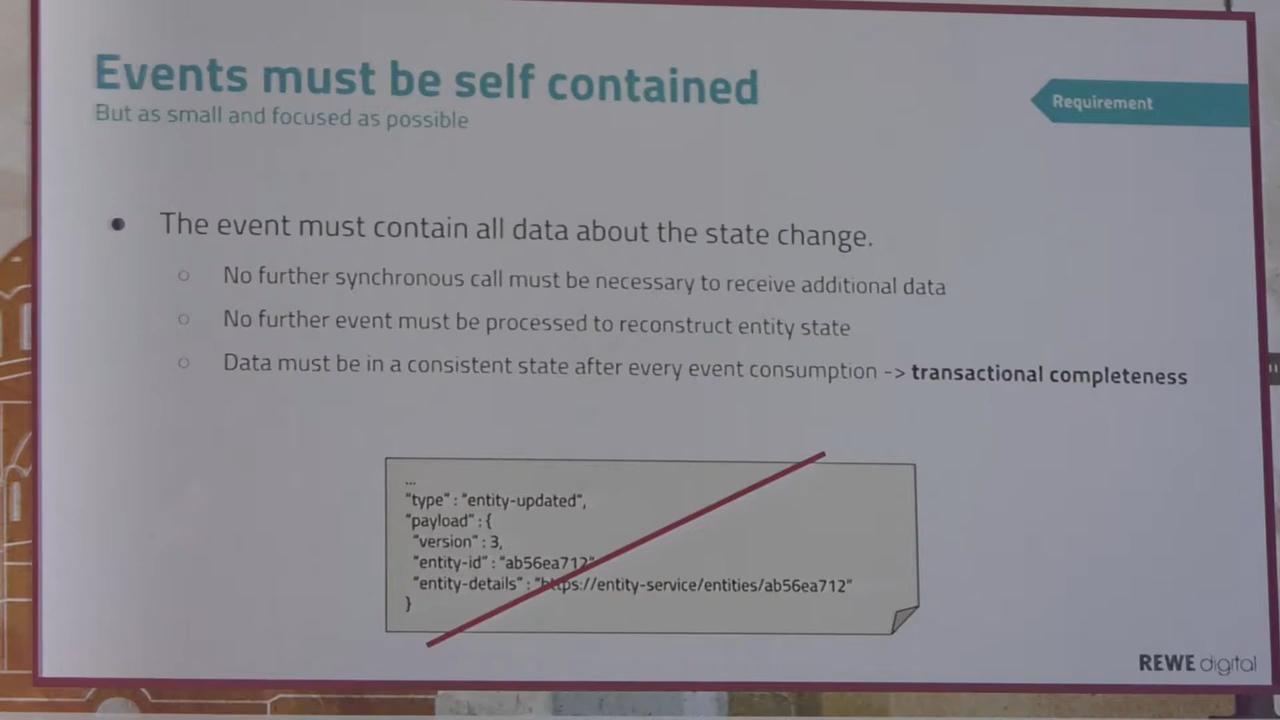 Events must be self contained
But as small and focused as possible
Requirement
The event must contain all data about the state change.
No further synchronous call must be necessary to receive additional data
No further event must be processed to reconstruct entity state
Data must be in a consistent state after every event consumption -> transactional completeness
...
"type" : "entity-updated",
"payload" : {
"version" : 3,
"entity-id" : "ab56ea712"
"entity-details" : "https://entity-service/entities/ab56ea712"
}
REWE digital